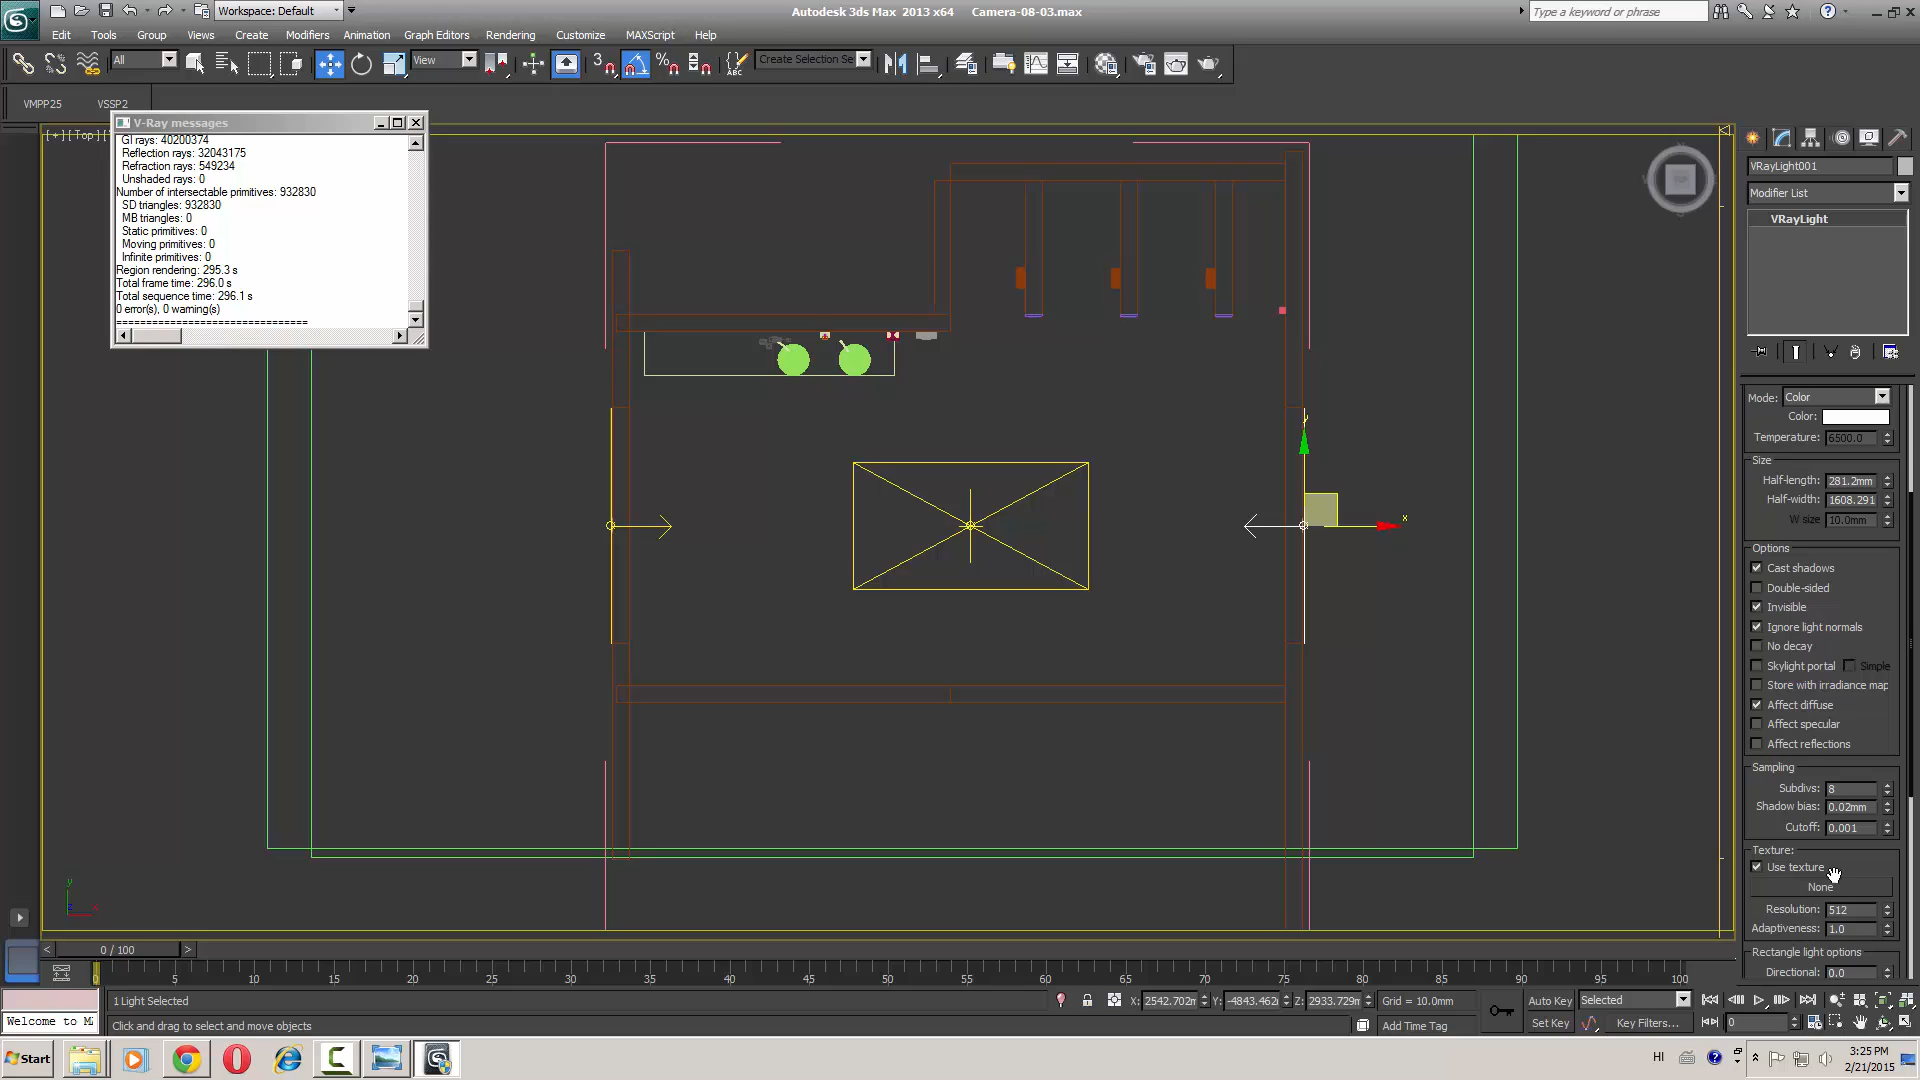 Workspace: Default
Autodesk 3ds Max 2013 x64 Camera-08-03.max
Type a keyword or phrase
Edit Tools Group Views Create Modifiers Animation Graph Editors Rendering Customize MAXScript Help
All
View
3
Create Selection Se
VMPP25 VSSP2
[+][Top][
V-Ray messages
GI rays: 40200374
Reflection rays: 32043175
Refraction rays: 549234
Unshaded rays: 0
Number of intersectable primitives: 932830
SD triangles: 932830
MB triangles: 0
Static primitives: 0
Moving primitives: 0
Infinite primitives: 0
Region rendering: 295.3 s
Total frame time: 296.0 s
Total sequence time: 296.1 s
0 error(s), 0 warning(s)
==============================
TOP
y
x
VRayLight001
Modifier List
VRayLight
Mode: Color
Color:
Temperature: 6500.0
Size
Half-length: 281.2mm
Half-width: 1608.291
W size 10.0mm
Options
Cast shadows
Double-sided
Invisible
Ignore light normals
No decay
Skylight portal Simple
Store with irradiance map
Affect diffuse
Affect specular
Affect reflections
Sampling
Subdivs: 8
Shadow bias: 0.02mm
Cutoff: 0.001
Texture:
Use texture
None
Resolution: 512
Adaptiveness: 1.0
Rectangle light options
Directional: 0.0
y
z x
< 0 / 100 >
0 5 10 15 20 25 30 35 40 45 50 55 60 65 70 75 80 85 90 95 100
1 Light Selected
X: 2542.702m Y: -4843.462 Z: 2933.729m Grid = 10.0mm
Auto Key Selected
Welcome to M
Click and drag to select and move objects
Add Time Tag
Set Key Key Filters...
0
Start
HI
3:25 PM
2/21/2015